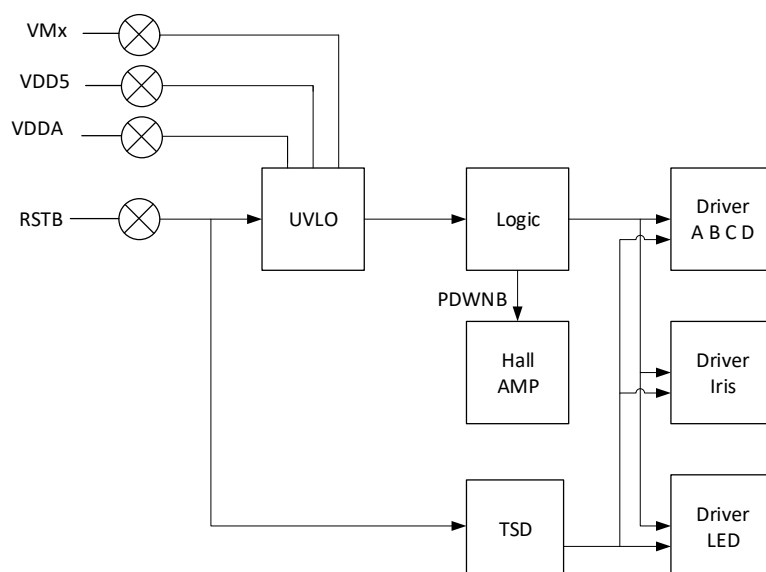 VMx
VDD5
VDDA
RSTB
UVLO
Logic
Driver
A B C D
PDWNB
Hall
AMP
Driver
Iris
TSD
Driver
LED